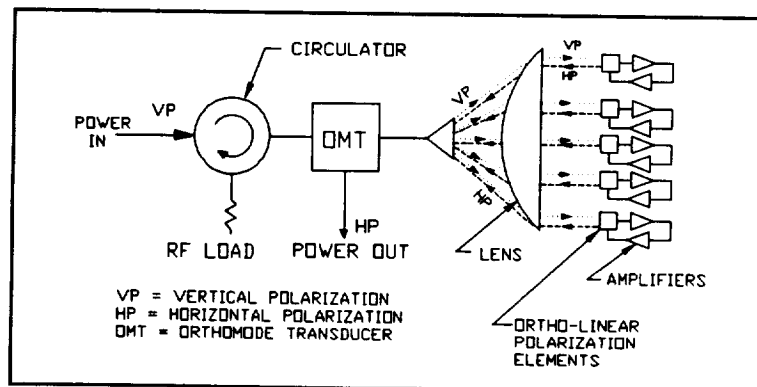 CIRCULATOR
VP
POWER
IN
OMT
HP
RF LOAD
POWER OUT
VP
HP
VP
HP
LENS
AMPLIFIERS
ORTHO-LINEAR
POLARIZATION
ELEMENTS
VP = VERTICAL POLARIZATION
HP = HORIZONTAL POLARIZATION
OMT = ORTHOMODE TRANSDUCER